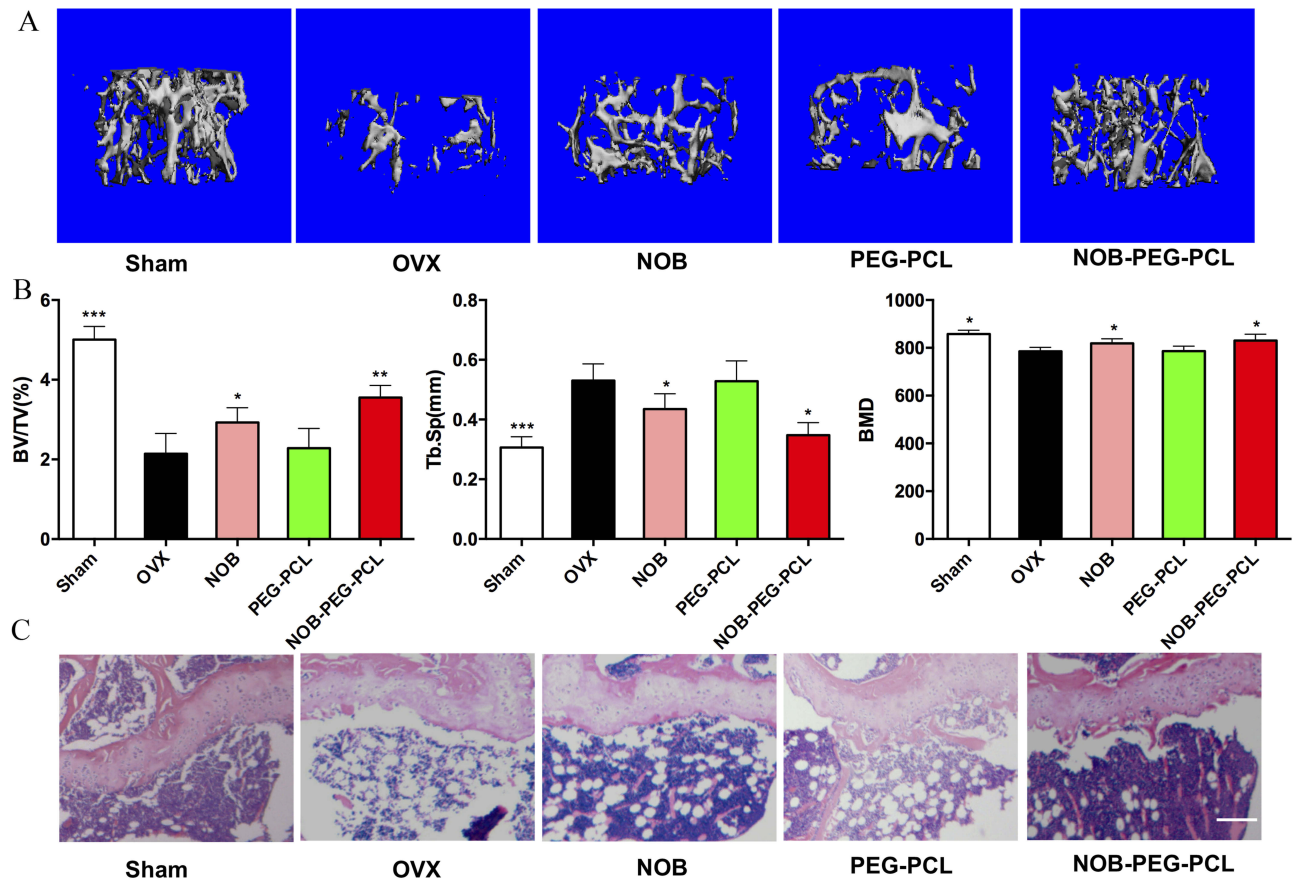 A
Sham
OVX
NOB
PEG-PCL
NOB-PEG-PCL
B
BV/TV(%)
6
4
2
0
***
*
**
Sham
OVX
NOB
PEG-PCL
NOB-PEG-PCL
Tb.Sp(mm)
0.8
0.6
0.4
0.2
0.0
***
*
*
Sham
OVX
NOB
PEG-PCL
NOB-PEG-PCL
BMD
1000
800
600
400
200
0
*
*
*
Sham
OVX
NOB
PEG-PCL
NOB-PEG-PCL
C
Sham
OVX
NOB
PEG-PCL
NOB-PEG-PCL